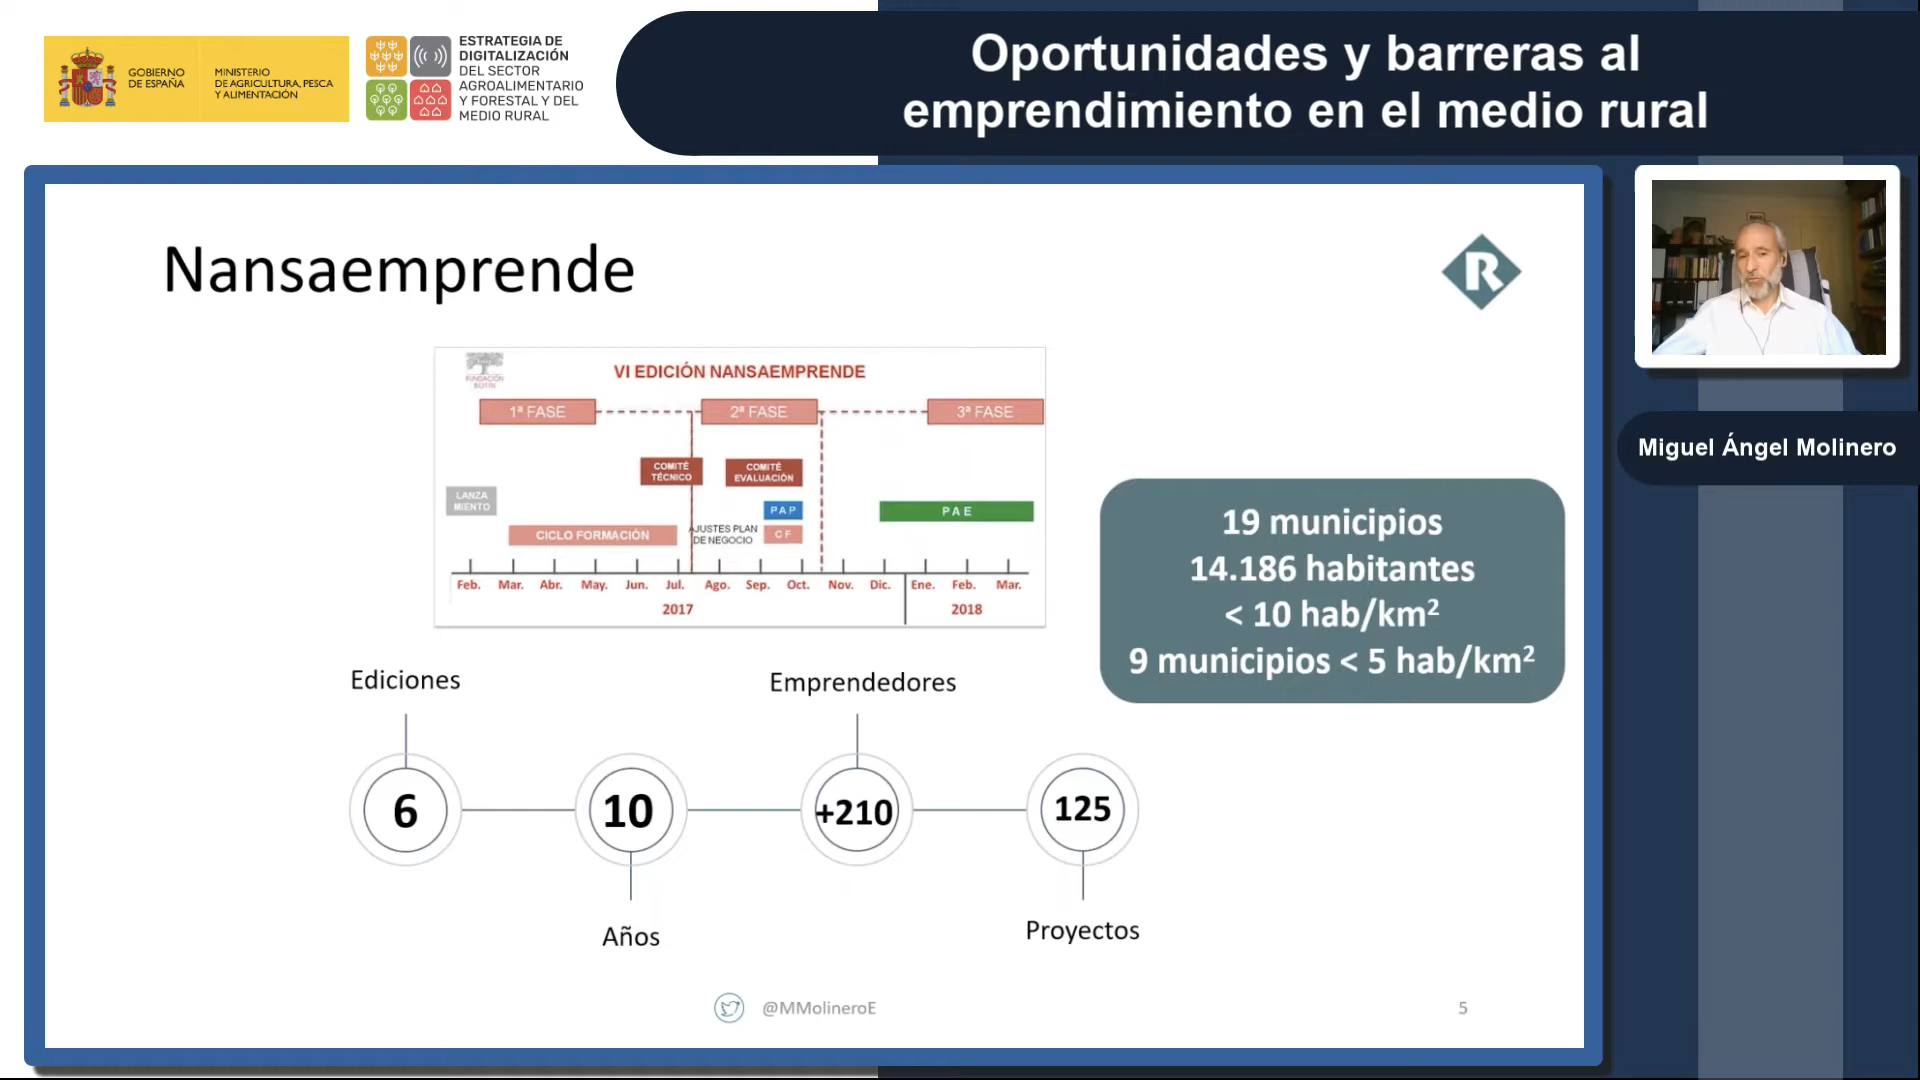 GOBIERNO
DE ESPAÑA
MINISTERIO
DE AGRICULTURA, PESCA
Y ALIMENTACIÓN
ESTRATEGIA DE
DIGITALIZACIÓN
DEL SECTOR
AGROALIMENTARIO
Y FORESTAL Y DEL
MEDIO RURAL
Oportunidades y barreras al
emprendimiento en el medio rural
Nansaemprende
R
FUNDACIÓN
BOTÍN
VI EDICIÓN NANSAEMPRENDE
1ª FASE
2ª FASE
3ª FASE
COMITÉ
TÉCNICO
COMITÉ
EVALUACIÓN
LANZA
MIENTO
PAP
PAE
CICLO FORMACIÓN
AJUSTES PLAN
DE NEGOCIO
CF
Feb. Mar. Abr. May. Jun. Jul. Ago. Sep. Oct. Nov. Dic. Ene. Feb. Mar.
2017 2018
19 municipios
14.186 habitantes
< 10 hab/km²
9 municipios < 5 hab/km²
Ediciones
Emprendedores
6
10
+210
125
Años
Proyectos
@MMolineroE
5
Miguel Ángel Molinero